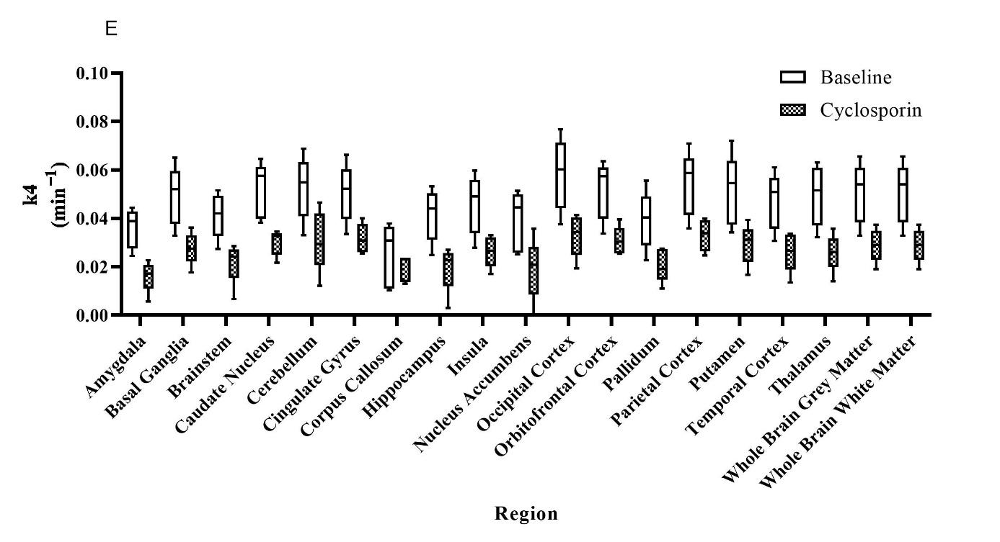 E
0.10
0.08
0.06
0.04
0.02
0.00
k4
(min⁻¹)
Baseline
Cyclosporin
Amygdala
Basal Ganglia
Brainstem
Caudate Nucleus
Cerebellum
Cingulate Gyrus
Corpus Callosum
Hippocampus
Insula
Nucleus Accumbens
Occipital Cortex
Orbitofrontal Cortex
Pallidum
Parietal Cortex
Putamen
Temporal Cortex
Thalamus
Whole Brain Grey Matter
Whole Brain White Matter
Region